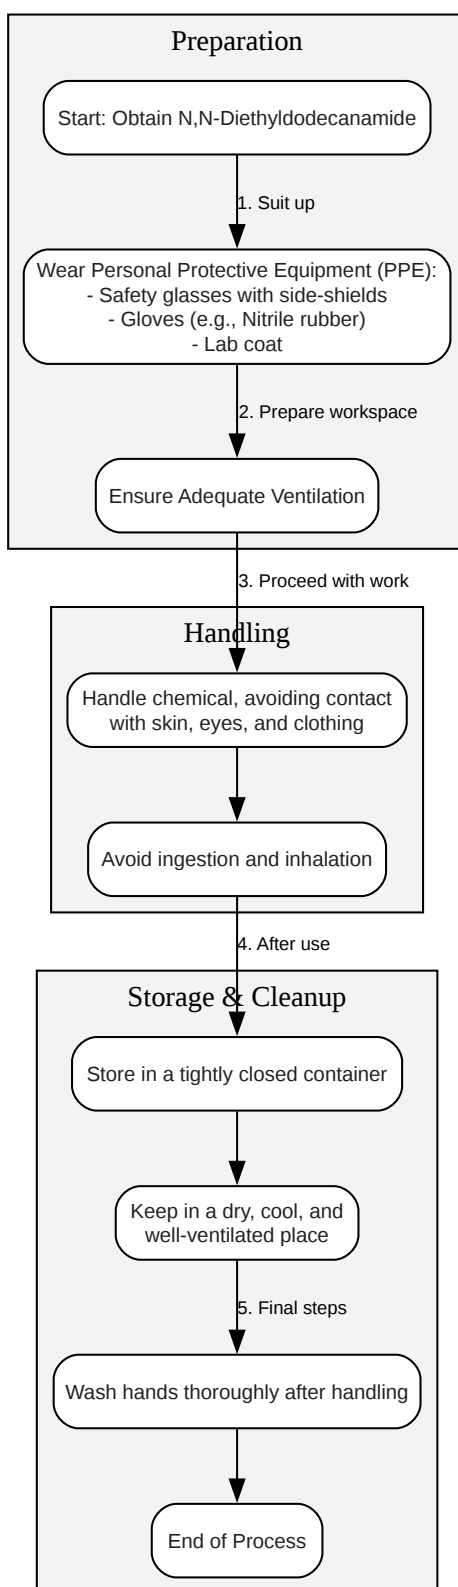 Preparation
Start: Obtain N,N-Diethyldodecanamide
1. Suit up
Wear Personal Protective Equipment (PPE):
- Safety glasses with side-shields
- Gloves (e.g., Nitrile rubber)
- Lab coat
2. Prepare workspace
Ensure Adequate Ventilation
3. Proceed with work
Handling
Handle chemical, avoiding contact
with skin, eyes, and clothing
Avoid ingestion and inhalation
4. After use
Storage & Cleanup
Store in a tightly closed container
Keep in a dry, cool, and
well-ventilated place
5. Final steps
Wash hands thoroughly after handling
End of Process